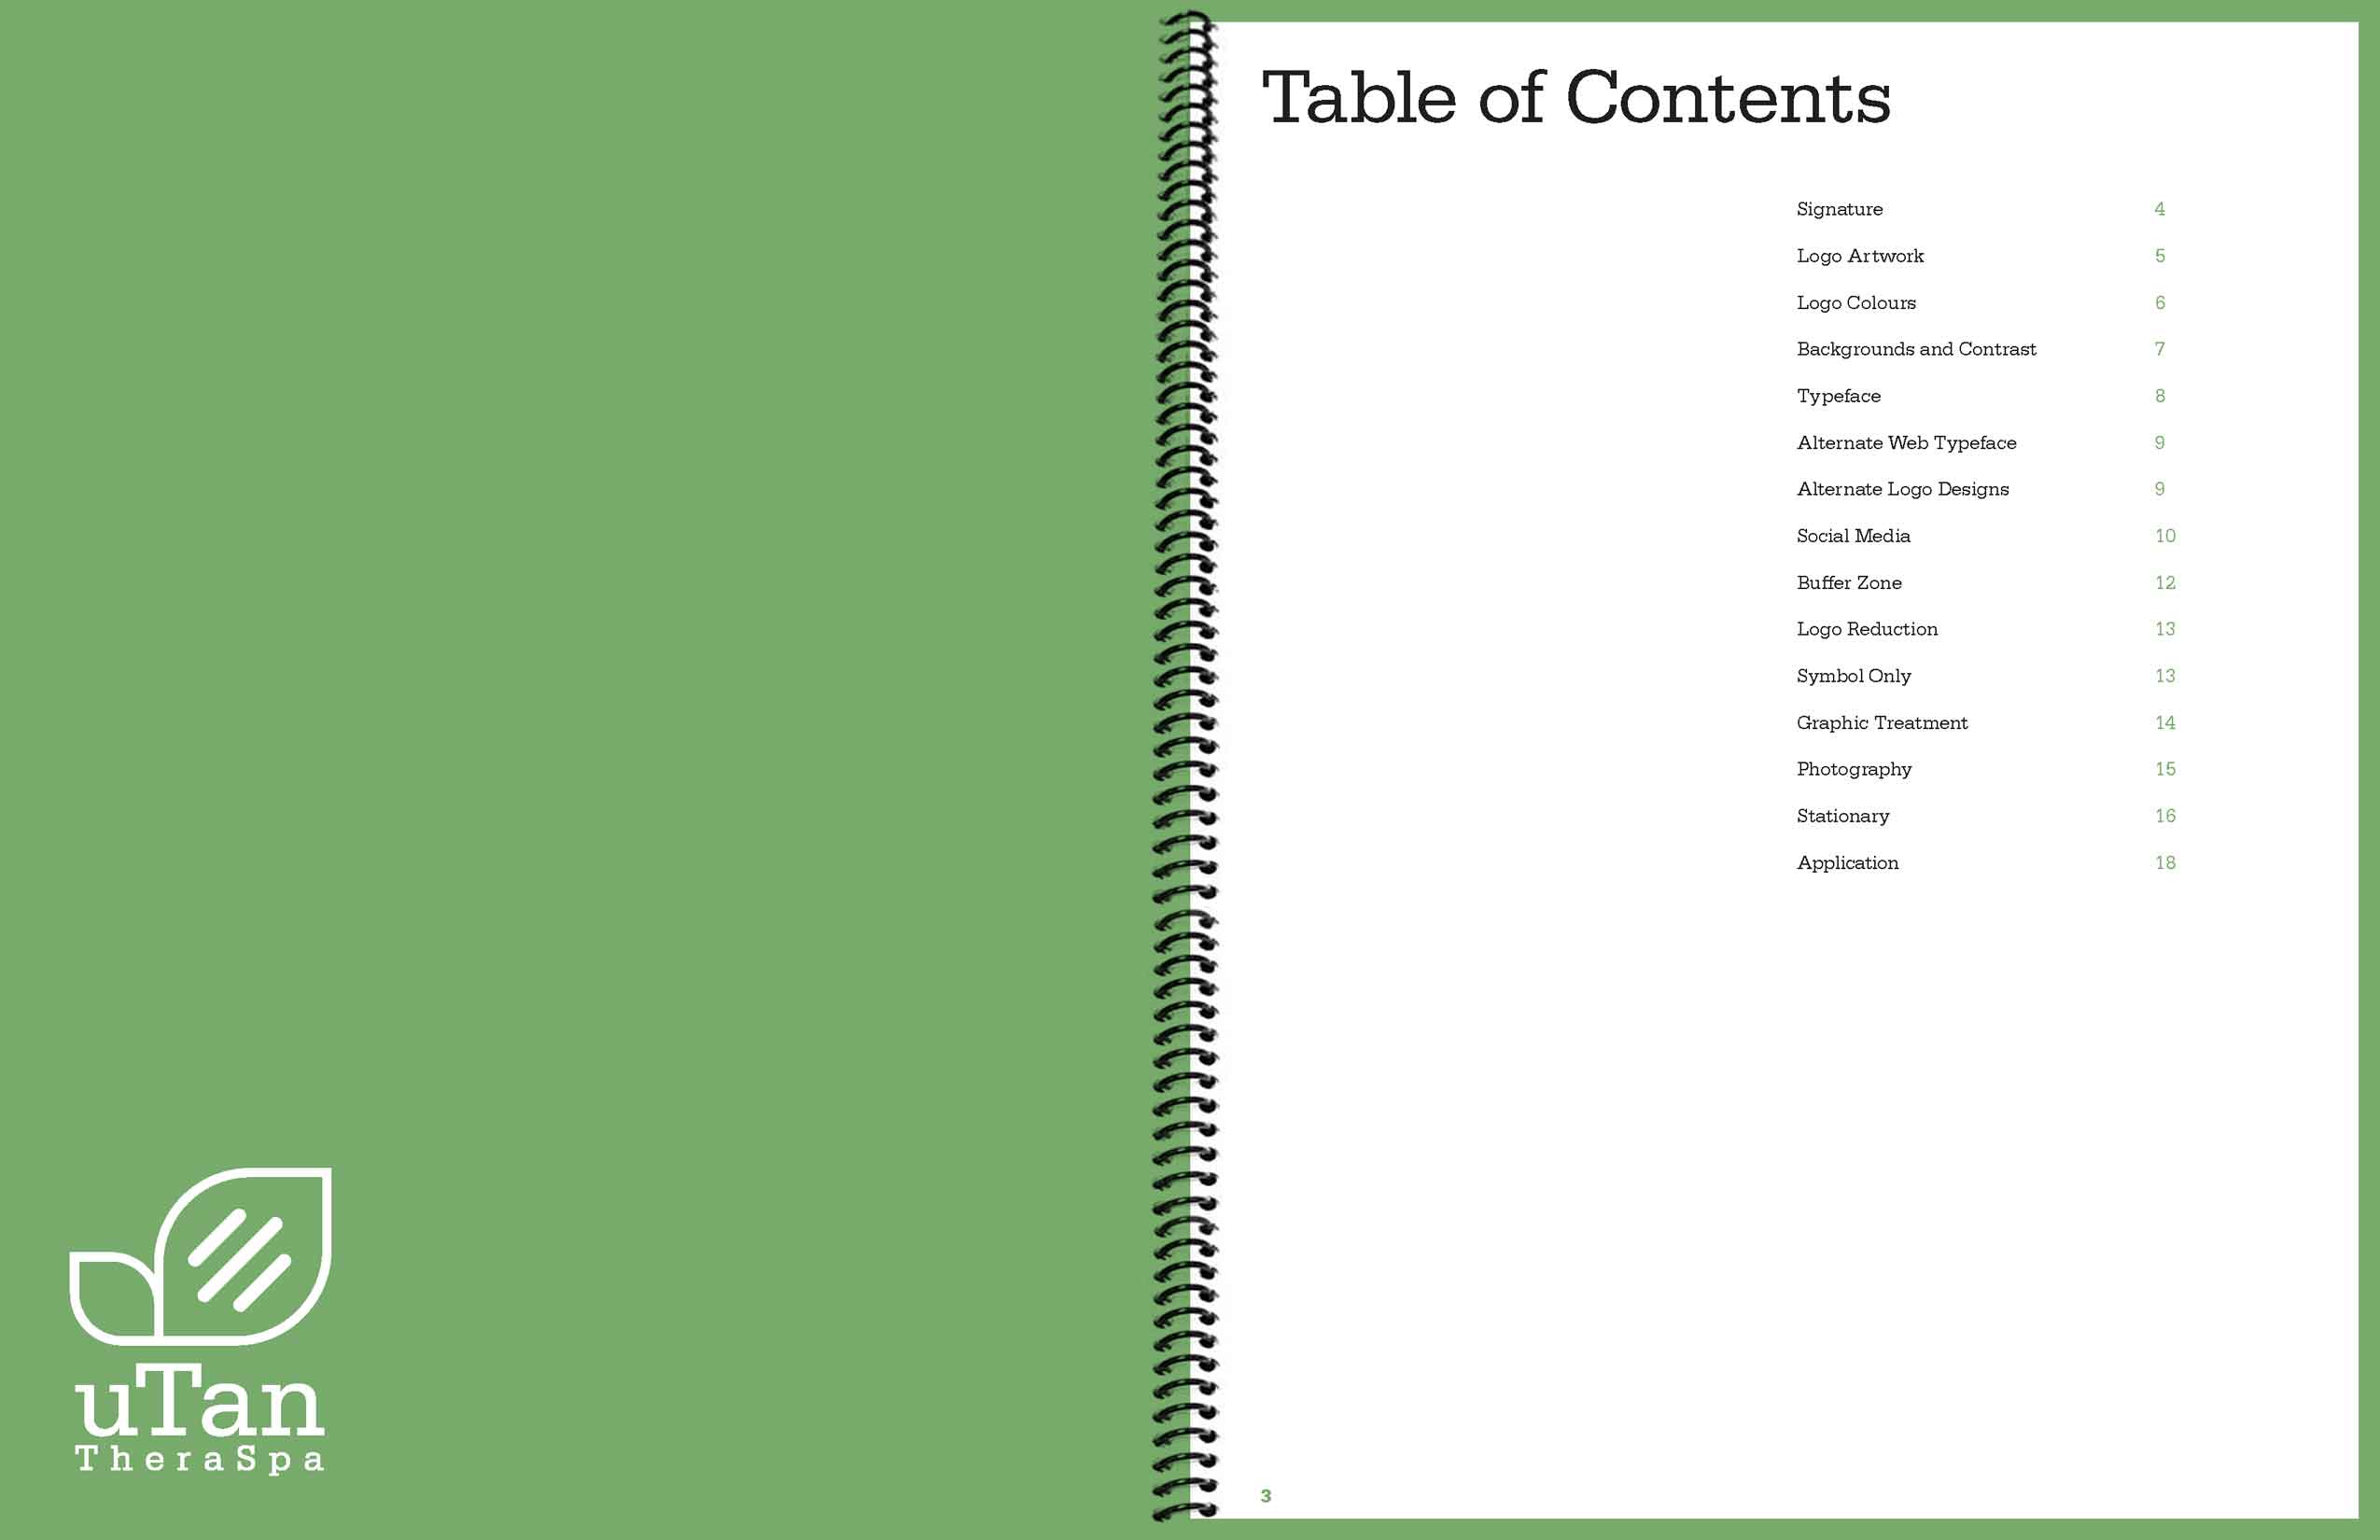 uTan
TheraSpa
Table of Contents
Signature 4
Logo Artwork 5
Logo Colours 6
Backgrounds and Contrast 7
Typeface 8
Alternate Web Typeface 9
Alternate Logo Designs 9
Social Media 10
Buffer Zone 12
Logo Reduction 13
Symbol Only 13
Graphic Treatment 14
Photography 15
Stationary 16
Application 18
3